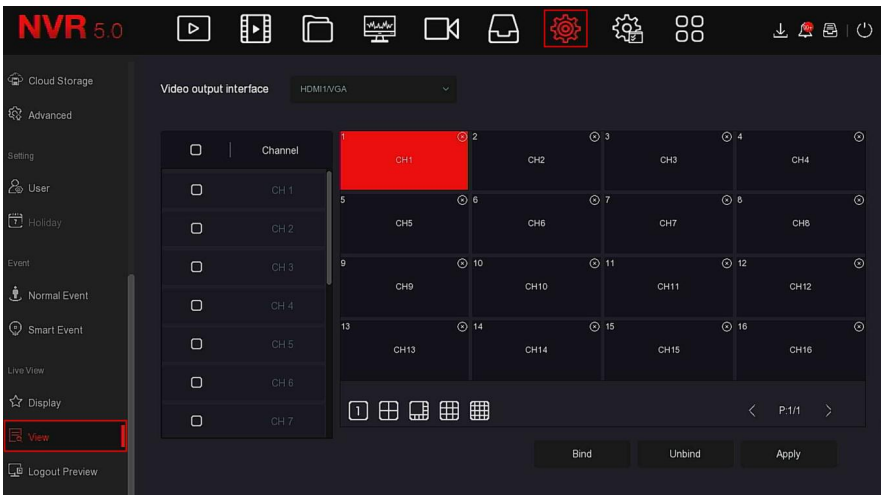 NVR 5.0
Cloud Storage
Advanced
Setting
User
Holiday
Event
Normal Event
Smart Event
Live View
Display
View
Logout Preview
Video output interface HDMI1/VGA
Channel
CH 1
CH 2
CH 3
CH 4
CH 5
CH 6
CH 7
1 2 3 4
CH1 CH2 CH3 CH4
5 6 7 8
CH5 CH6 CH7 CH8
9 10 11 12
CH9 CH10 CH11 CH12
13 14 15 16
CH13 CH14 CH15 CH16
1
P:1/1
Bind Unbind Apply